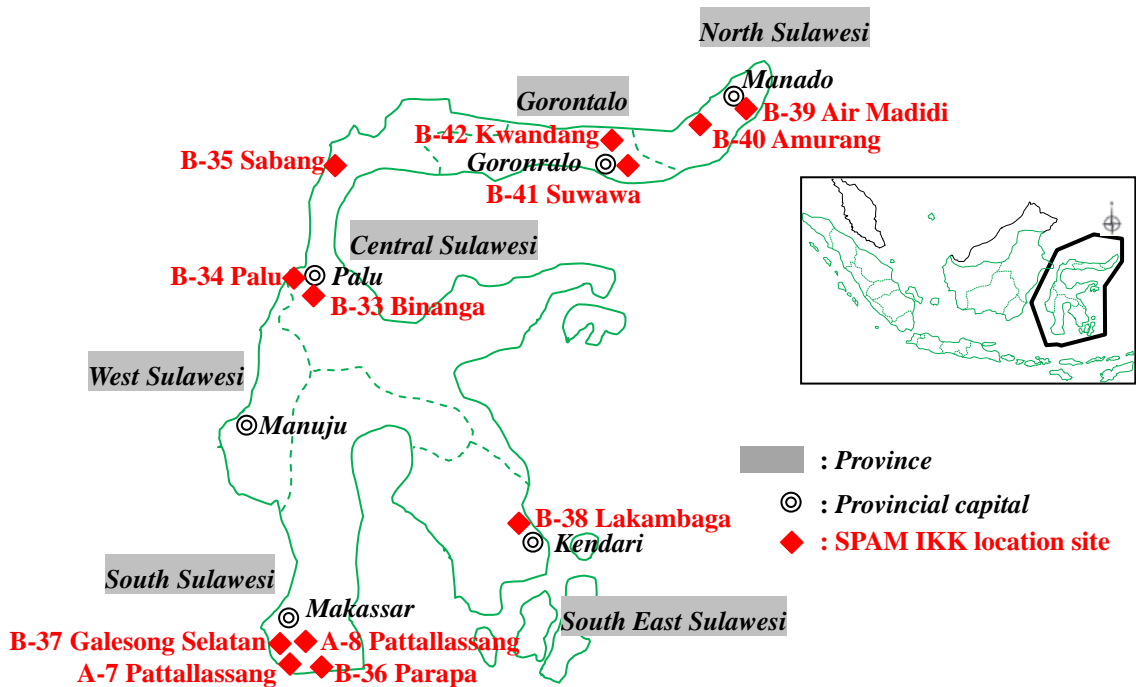 North Sulawesi
Manado
Gorontalo
B-39 Air Madidi
B-42 Kwandang
B-40 Amurang
B-35 Sabang
Goronralo
B-41 Suwawa
Central Sulawesi
B-34 Palu
Palu
B-33 Binanga
West Sulawesi
Manuju
: Province
: Provincial capital
B-38 Lakambaga
: SPAM IKK location site
Kendari
South Sulawesi
Makassar
South East Sulawesi
B-37 Galesong Selatan
A-8 Pattallassang
A-7 Pattallassang
B-36 Parapa